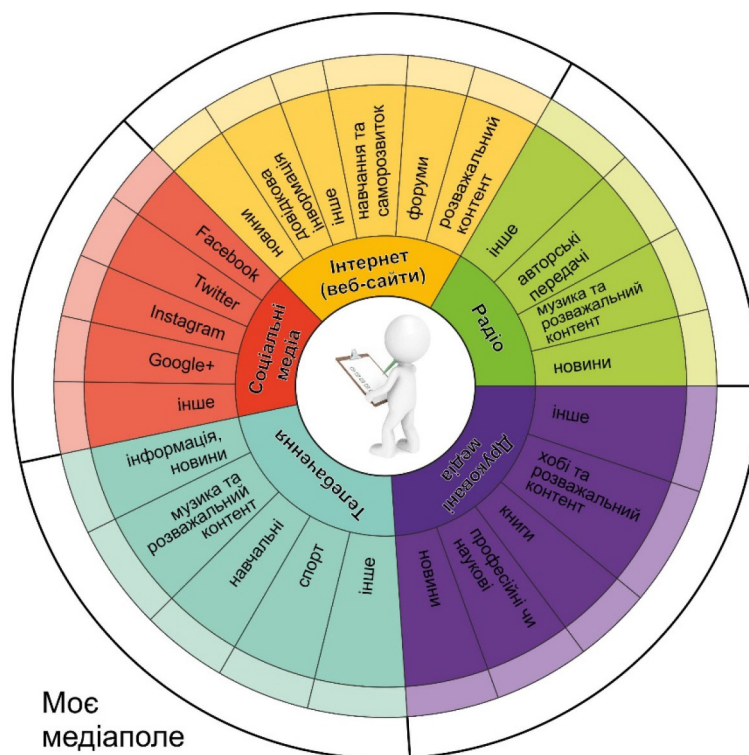 новини
довідкова
інформація
інше
навчання та
саморозвиток
форуми
розважальний
контент
Інтернет
(веб-сайти)
інше
авторські
передачі
музика та
розважальний
контент
новини
Радіо
інше
хобі та
розважальний
контент
книги
професійні чи
наукові
новини
Друковані
медіа
інше
спорт
навчальні
музика та
розважальний
контент
інформація,
новини
Телебачення
інше
Google+
Instagram
Twitter
Facebook
Соціальні
медіа
Моє
медіаполе